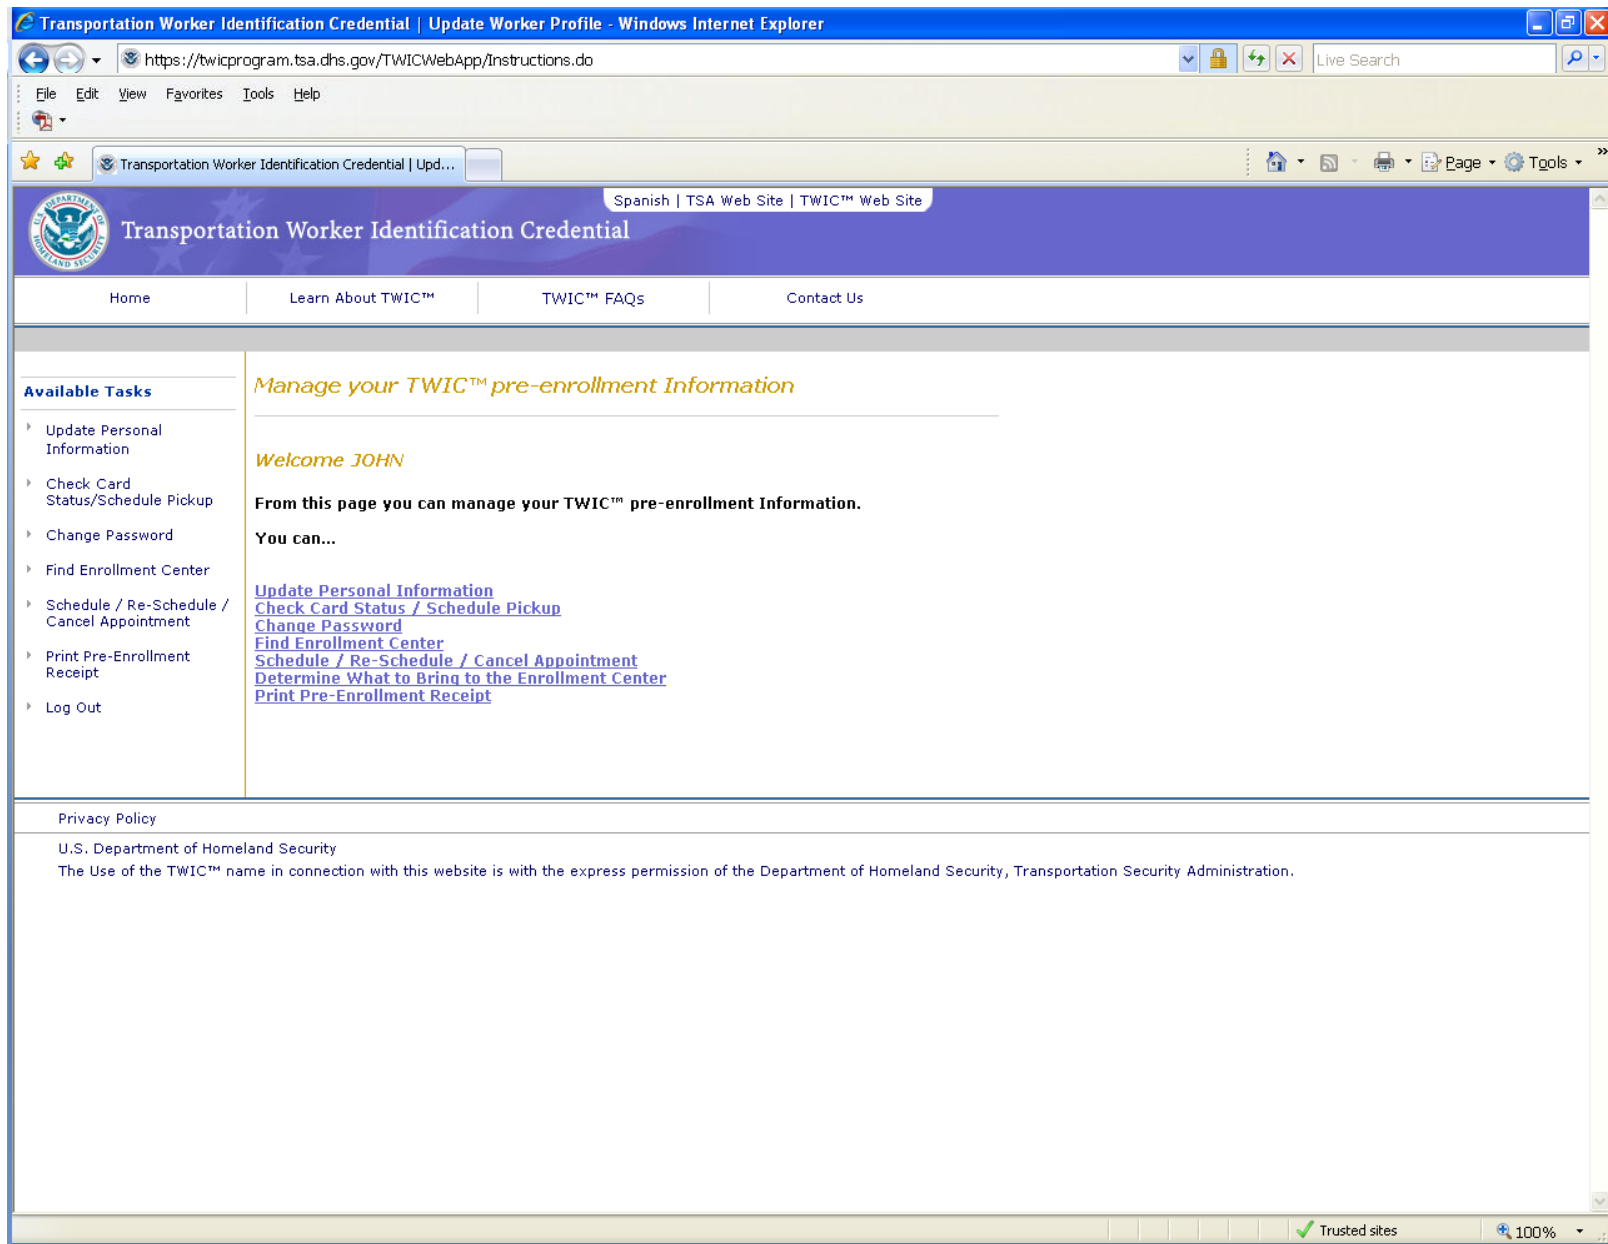 Transportation Worker Identification Credential | Update Worker Profile - Windows Internet Explorer
https://twicprogram.tsa.dhs.gov/TWICWebApp/Instructions.do
Live Search
File Edit View Favorites Tools Help
Transportation Worker Identification Credential | Upd...
Page Tools »
Spanish | TSA Web Site | TWIC™ Web Site
U.S. DEPARTMENT OF HOMELAND SECURITY
Transportation Worker Identification Credential
Home Learn About TWIC™ TWIC™ FAQs Contact Us
Available Tasks
Update Personal
Information
Check Card
Status/Schedule Pickup
Change Password
Find Enrollment Center
Schedule / Re-Schedule /
Cancel Appointment
Print Pre-Enrollment
Receipt
Log Out
Manage your TWIC™ pre-enrollment Information
Welcome JOHN
From this page you can manage your TWIC™ pre-enrollment Information.
You can...
Update Personal Information
Check Card Status / Schedule Pickup
Change Password
Find Enrollment Center
Schedule / Re-Schedule / Cancel Appointment
Determine What to Bring to the Enrollment Center
Print Pre-Enrollment Receipt
Privacy Policy
U.S. Department of Homeland Security
The Use of the TWIC™ name in connection with this website is with the express permission of the Department of Homeland Security, Transportation Security Administration.
Trusted sites
100%